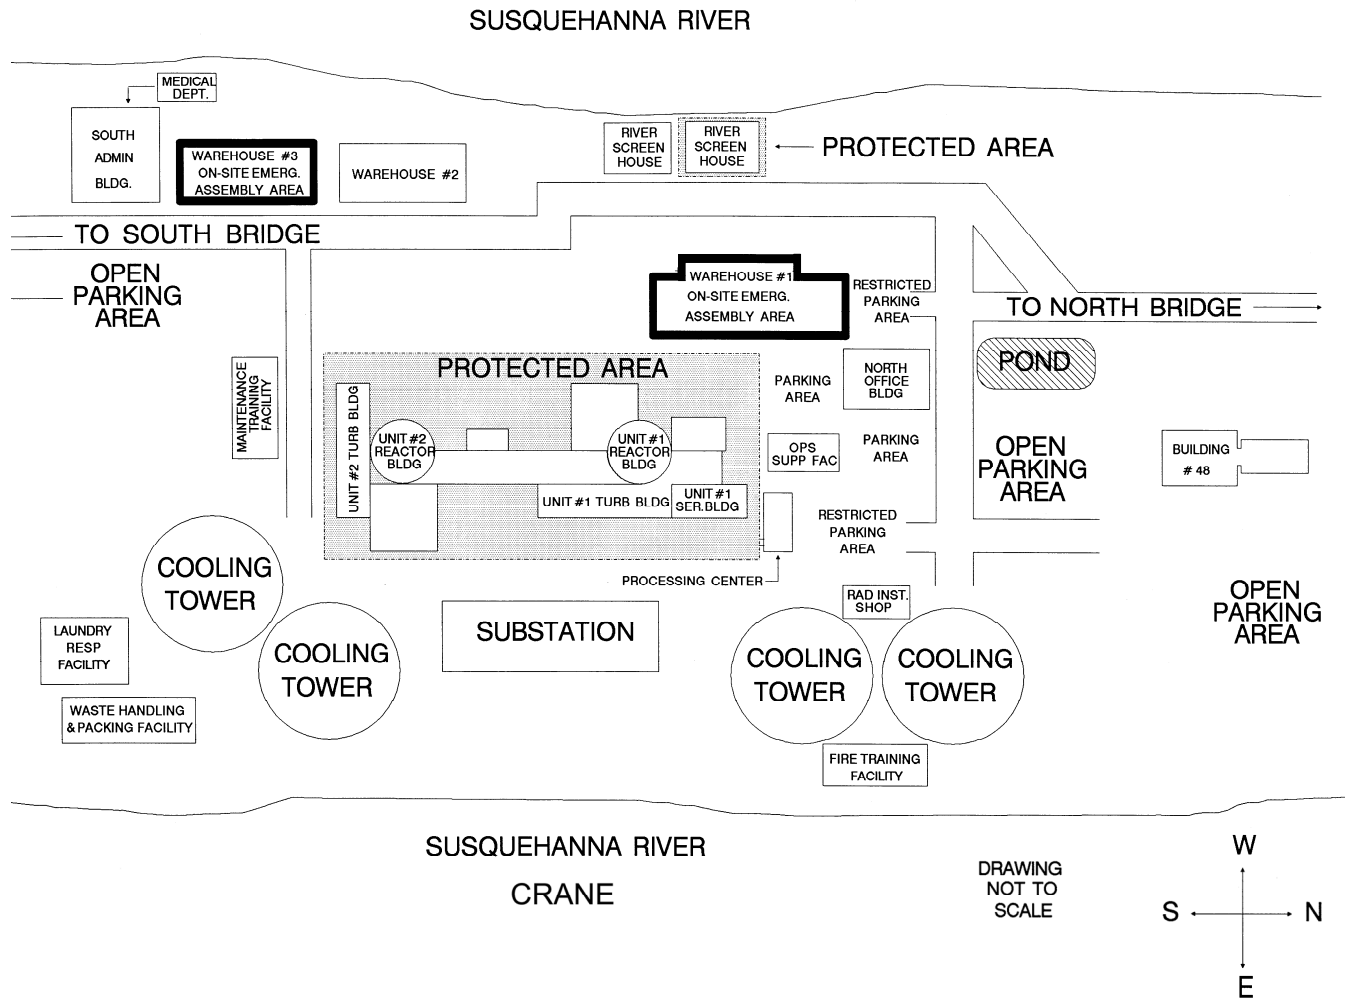 SUSQUEHANNA RIVER
MEDICAL
DEPT.
SOUTH
ADMIN
BLDG.
WAREHOUSE #3
ON-SITE EMERG.
ASSEMBLY AREA
WAREHOUSE #2
RIVER
SCREEN
HOUSE
RIVER
SCREEN
HOUSE
PROTECTED AREA
TO SOUTH BRIDGE
OPEN
PARKING
AREA
WAREHOUSE #1
ON-SITE EMERG.
ASSEMBLY AREA
RESTRICTED
PARKING
AREA
TO NORTH BRIDGE
POND
MAINTENANCE
TRAINING
FACILITY
PROTECTED AREA
UNIT #2 TURB BLDG
UNIT #2
REACTOR
BLDG
UNIT #1
REACTOR
BLDG
UNIT #1 TURB BLDG
UNIT #1
SER.BLDG
PARKING
AREA
NORTH
OFFICE
BLDG
OPS
SUPP FAC
PARKING
AREA
OPEN
PARKING
AREA
BUILDING
# 48
RESTRICTED
PARKING
AREA
PROCESSING CENTER
COOLING
TOWER
COOLING
TOWER
LAUNDRY
RESP
FACILITY
WASTE HANDLING
& PACKING FACILITY
SUBSTATION
RAD INST.
SHOP
COOLING
TOWER
COOLING
TOWER
OPEN
PARKING
AREA
FIRE TRAINING
FACILITY
SUSQUEHANNA RIVER
CRANE
DRAWING
NOT TO
SCALE
W
S
N
E